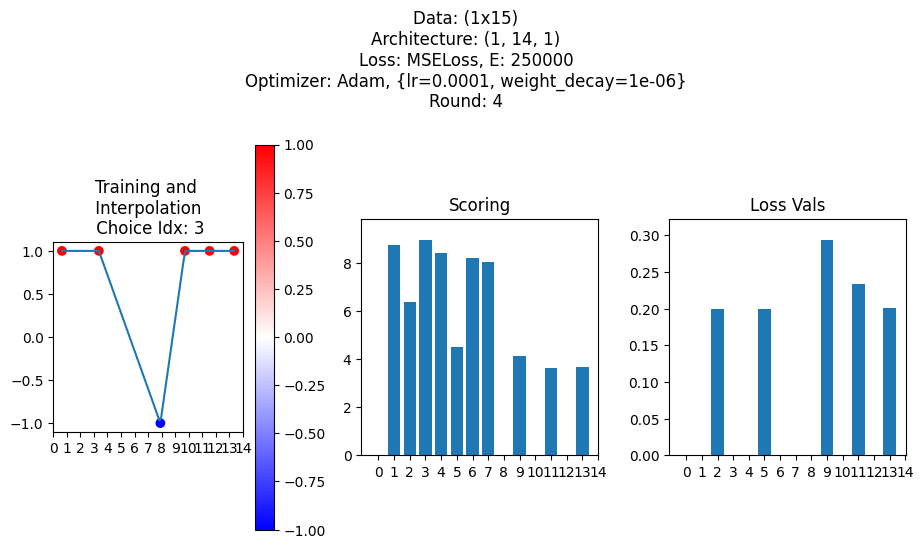 Data: (1x15)
Architecture: (1, 14, 1)
Loss: MSELoss, E: 250000
Optimizer: Adam, {lr=0.0001, weight_decay=1e-06}
Round: 4
Training and
Interpolation
Choice Idx: 3
1.0
0.5
0.0
−0.5
−1.0
0 1 2 3 4 5 6 7 8 9 10 11 12 13 14
1.00
0.75
0.50
0.25
0.00
−0.25
−0.50
−0.75
−1.00
Scoring
8
6
4
2
0
0 1 2 3 4 5 6 7 8 9 10 11 12 13 14
Loss Vals
0.30
0.25
0.20
0.15
0.10
0.05
0.00
0 1 2 3 4 5 6 7 8 9 10 11 12 13 14